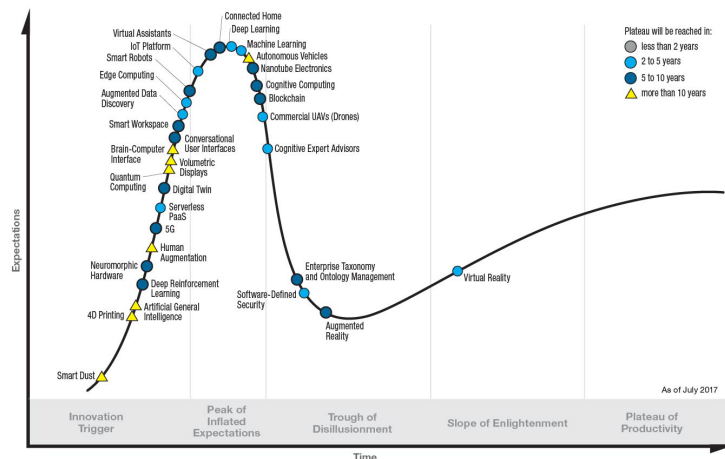 Connected Home
Virtual Assistants
Deep Learning
IoT Platform
Machine Learning
Smart Robots
Autonomous Vehicles
Nanotube Electronics
Edge Computing
Cognitive Computing
Augmented Data
Discovery
Blockchain
Commercial UAVs (Drones)
Smart Workspace
Conversational
User Interfaces
Cognitive Expert Advisors
Brain-Computer
Interface
Volumetric
Displays
Quantum
Computing
Digital Twin
Serverless
PaaS
5G
Human
Augmentation
Neuromorphic
Hardware
Deep Reinforcement
Learning
Artificial General
Intelligence
4D Printing
Smart Dust
Enterprise Taxonomy
and Ontology Management
Software-Defined
Security
Augmented
Reality
Virtual Reality
Plateau will be reached in:
less than 2 years
2 to 5 years
5 to 10 years
more than 10 years
As of July 2017
Expectations
Innovation
Trigger
Peak of
Inflated
Expectations
Trough of
Disillusionment
Slope of Enlightenment
Plateau of
Productivity
Time